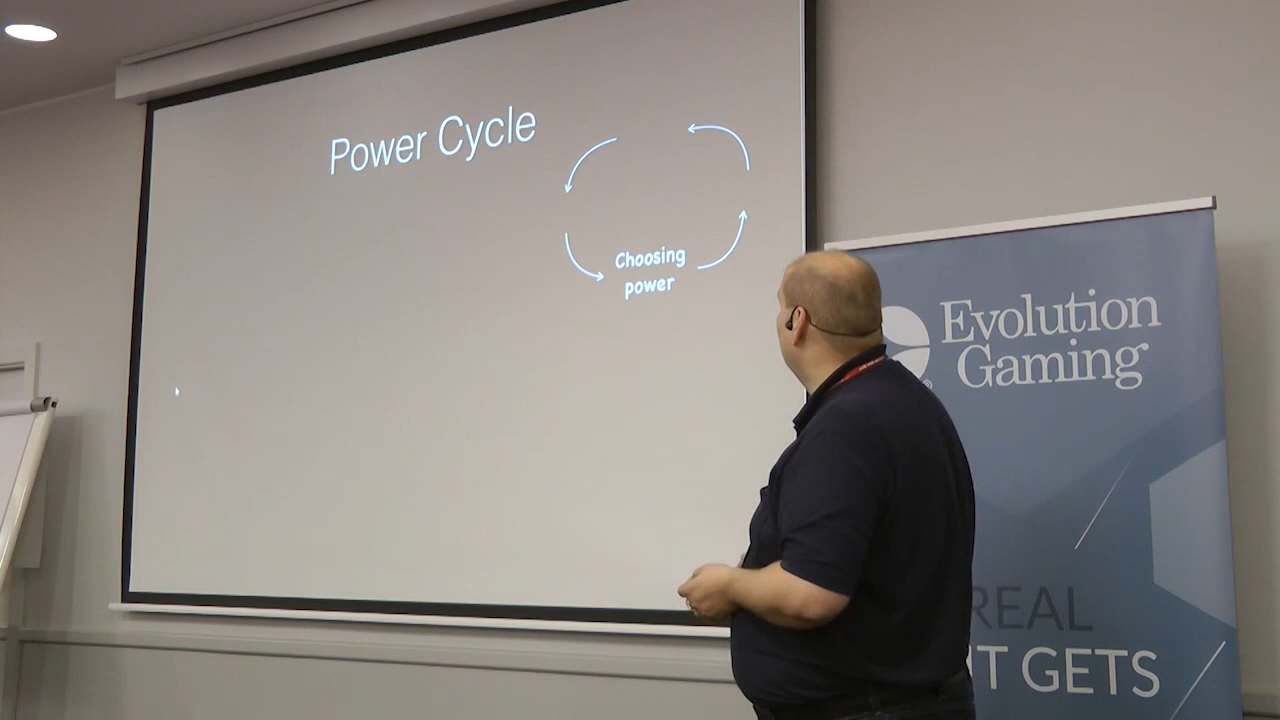 Power Cycle
Choosing
power
Evolution
Gaming
REAL
T GETS